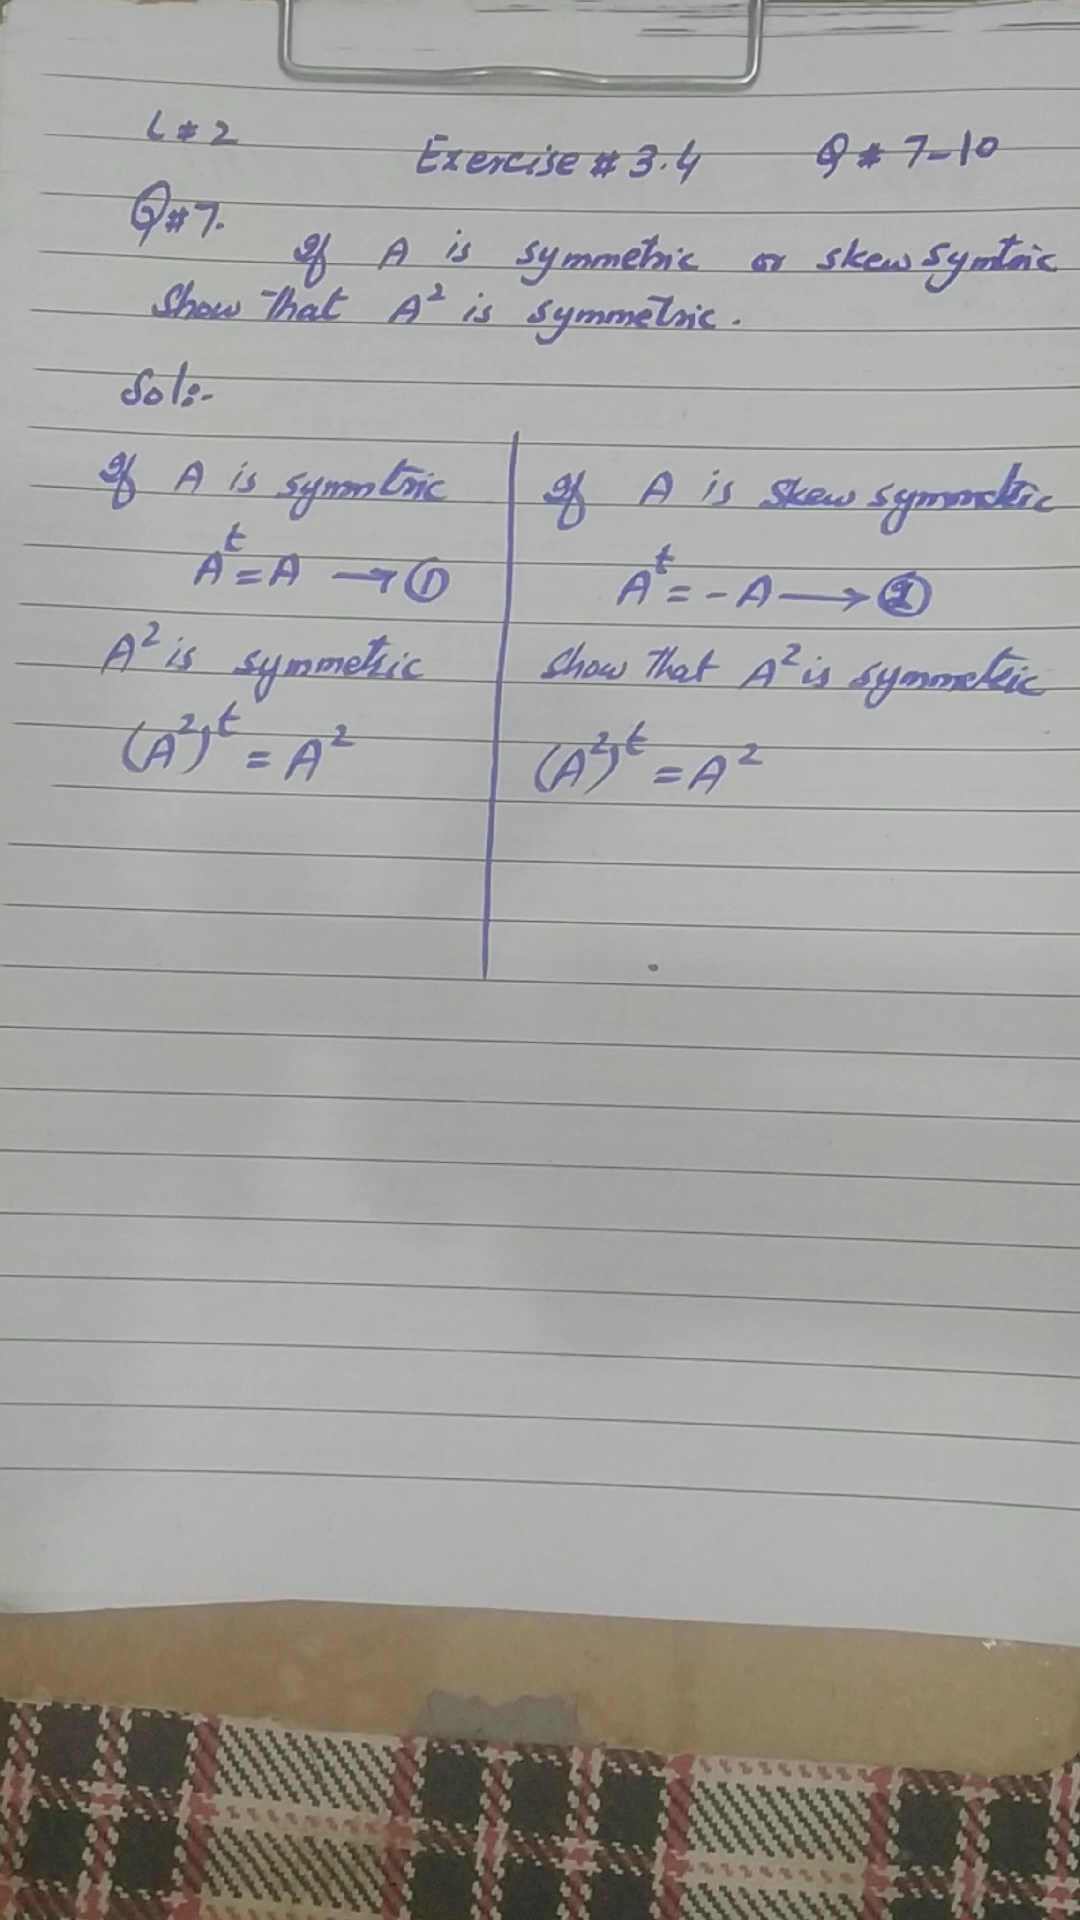 L # 2
Exercise # 3.4 Q # 7-10
Q#7.
If A is symmetric or skew symtric
Show that A² is symmetric.
Sol:-
If A is symmtric
Aᵗ = A → ①
A² is symmetric
(A²)ᵗ = A²
If A is skew symmetric
Aᵗ = -A → ②
Show that A² is symmetric
(A²)ᵗ = A²